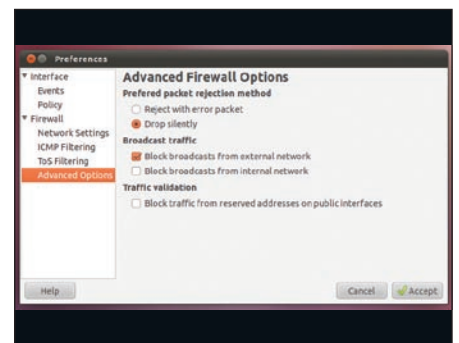 Preferences
Interface
Events
Policy
Firewall
Network Settings
ICMP Filtering
ToS Filtering
Advanced Options
Advanced Firewall Options
Prefered packet rejection method
Reject with error packet
Drop silently
Broadcast traffic
Block broadcasts from external network
Block broadcasts from internal network
Traffic validation
Block traffic from reserved addresses on public interfaces
Help
Cancel
Accept